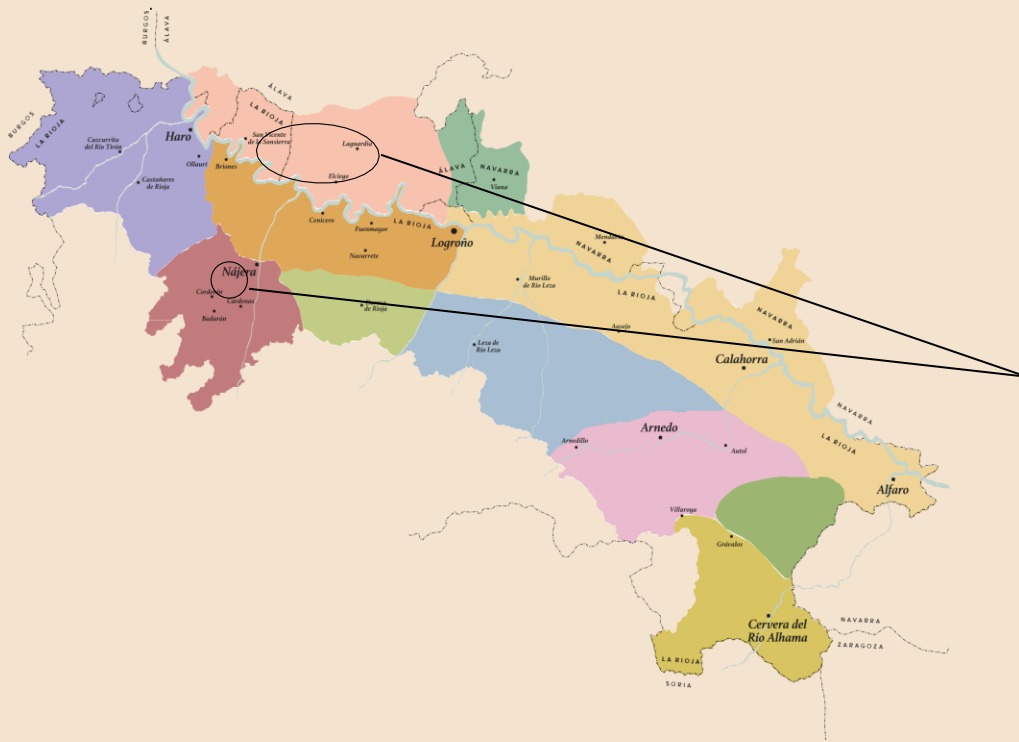 BURGOS
ÁLAVA
ÁLAVA
LA RIOJA
BURGOS
LA RIOJA
Haro
San Vicente
de la Sonsierra
Laguardia
Cuzcurrita
del Río Tirón
Ollauri
Briones
ÁLAVA
NAVARRA
Castañares
de Rioja
Elciego
Viana
Cenicero
Fuenmayor
LA RIOJA
Logroño
Navarrete
Mendavia
NAVARRA
Nájera
Murillo
de Río Leza
LA RIOJA
Cordovín
Cárdenas
Badarán
de Rioja
NAVARRA
Ausejo
San Adrián
Leza de
Río Leza
Calahorra
NAVARRA
Arnedo
LA RIOJA
Arnedillo
Autol
Alfaro
Villaroya
Grávalos
Cervera del
Río Alhama
NAVARRA
ZARAGOZA
LA RIOJA
SORIA